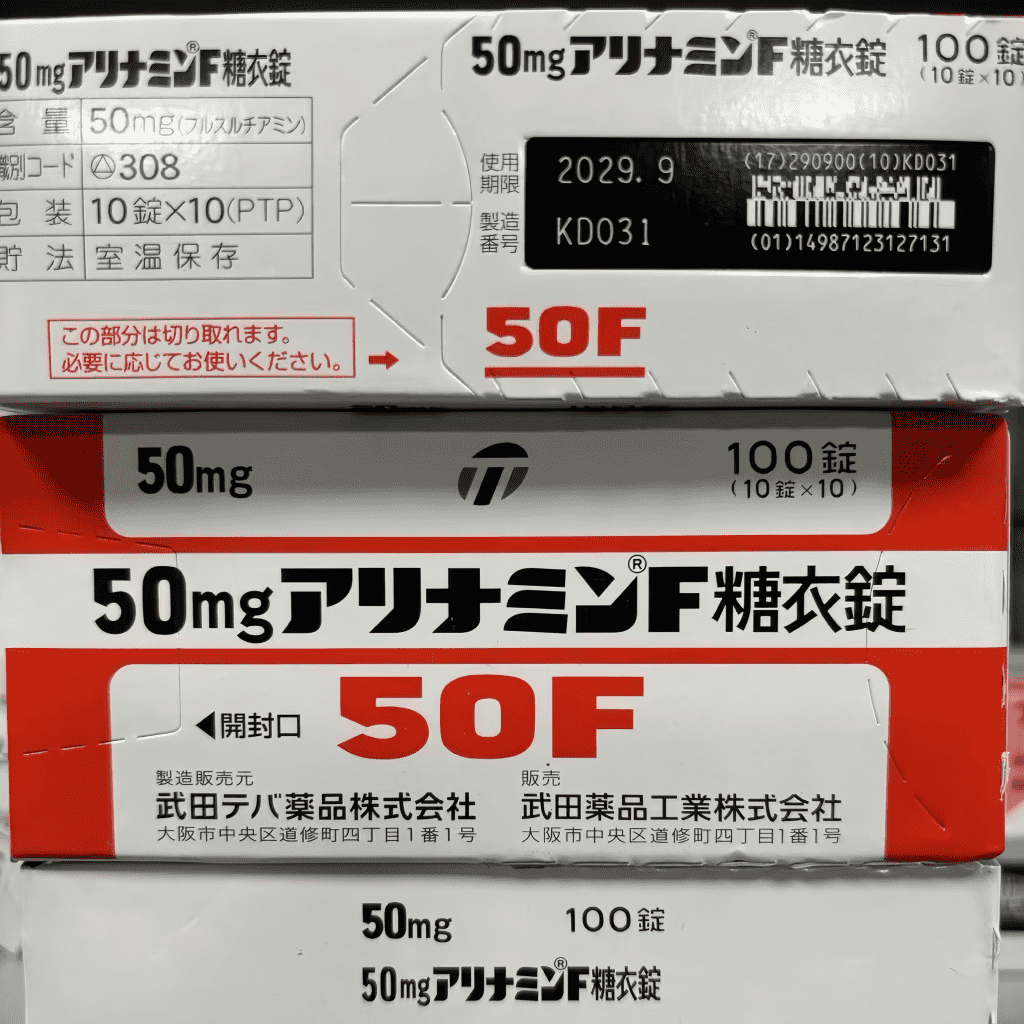 50mgアリナミン®F糖衣錠
含 量 50mg(フルスルチアミン)
識別コード 308
包 装 10錠×10(PTP)
貯 法 室温保存
この部分は切り取れます。
必要に応じてお使いください。
50mgアリナミン®F糖衣錠
100錠
(10錠×10)
使用
期限
2029.9
製造
番号
KD031
(17)290900(10)KD031
(01)14987123127131
50F
50mg
100錠
(10錠×10)
50mgアリナミン®F糖衣錠
開封口
50F
製造販売元
武田テバ薬品株式会社
大阪市中央区道修町四丁目1番1号
販売
武田薬品工業株式会社
大阪市中央区道修町四丁目1番1号
50mg 100錠
50mgアリナミン®F糖衣錠